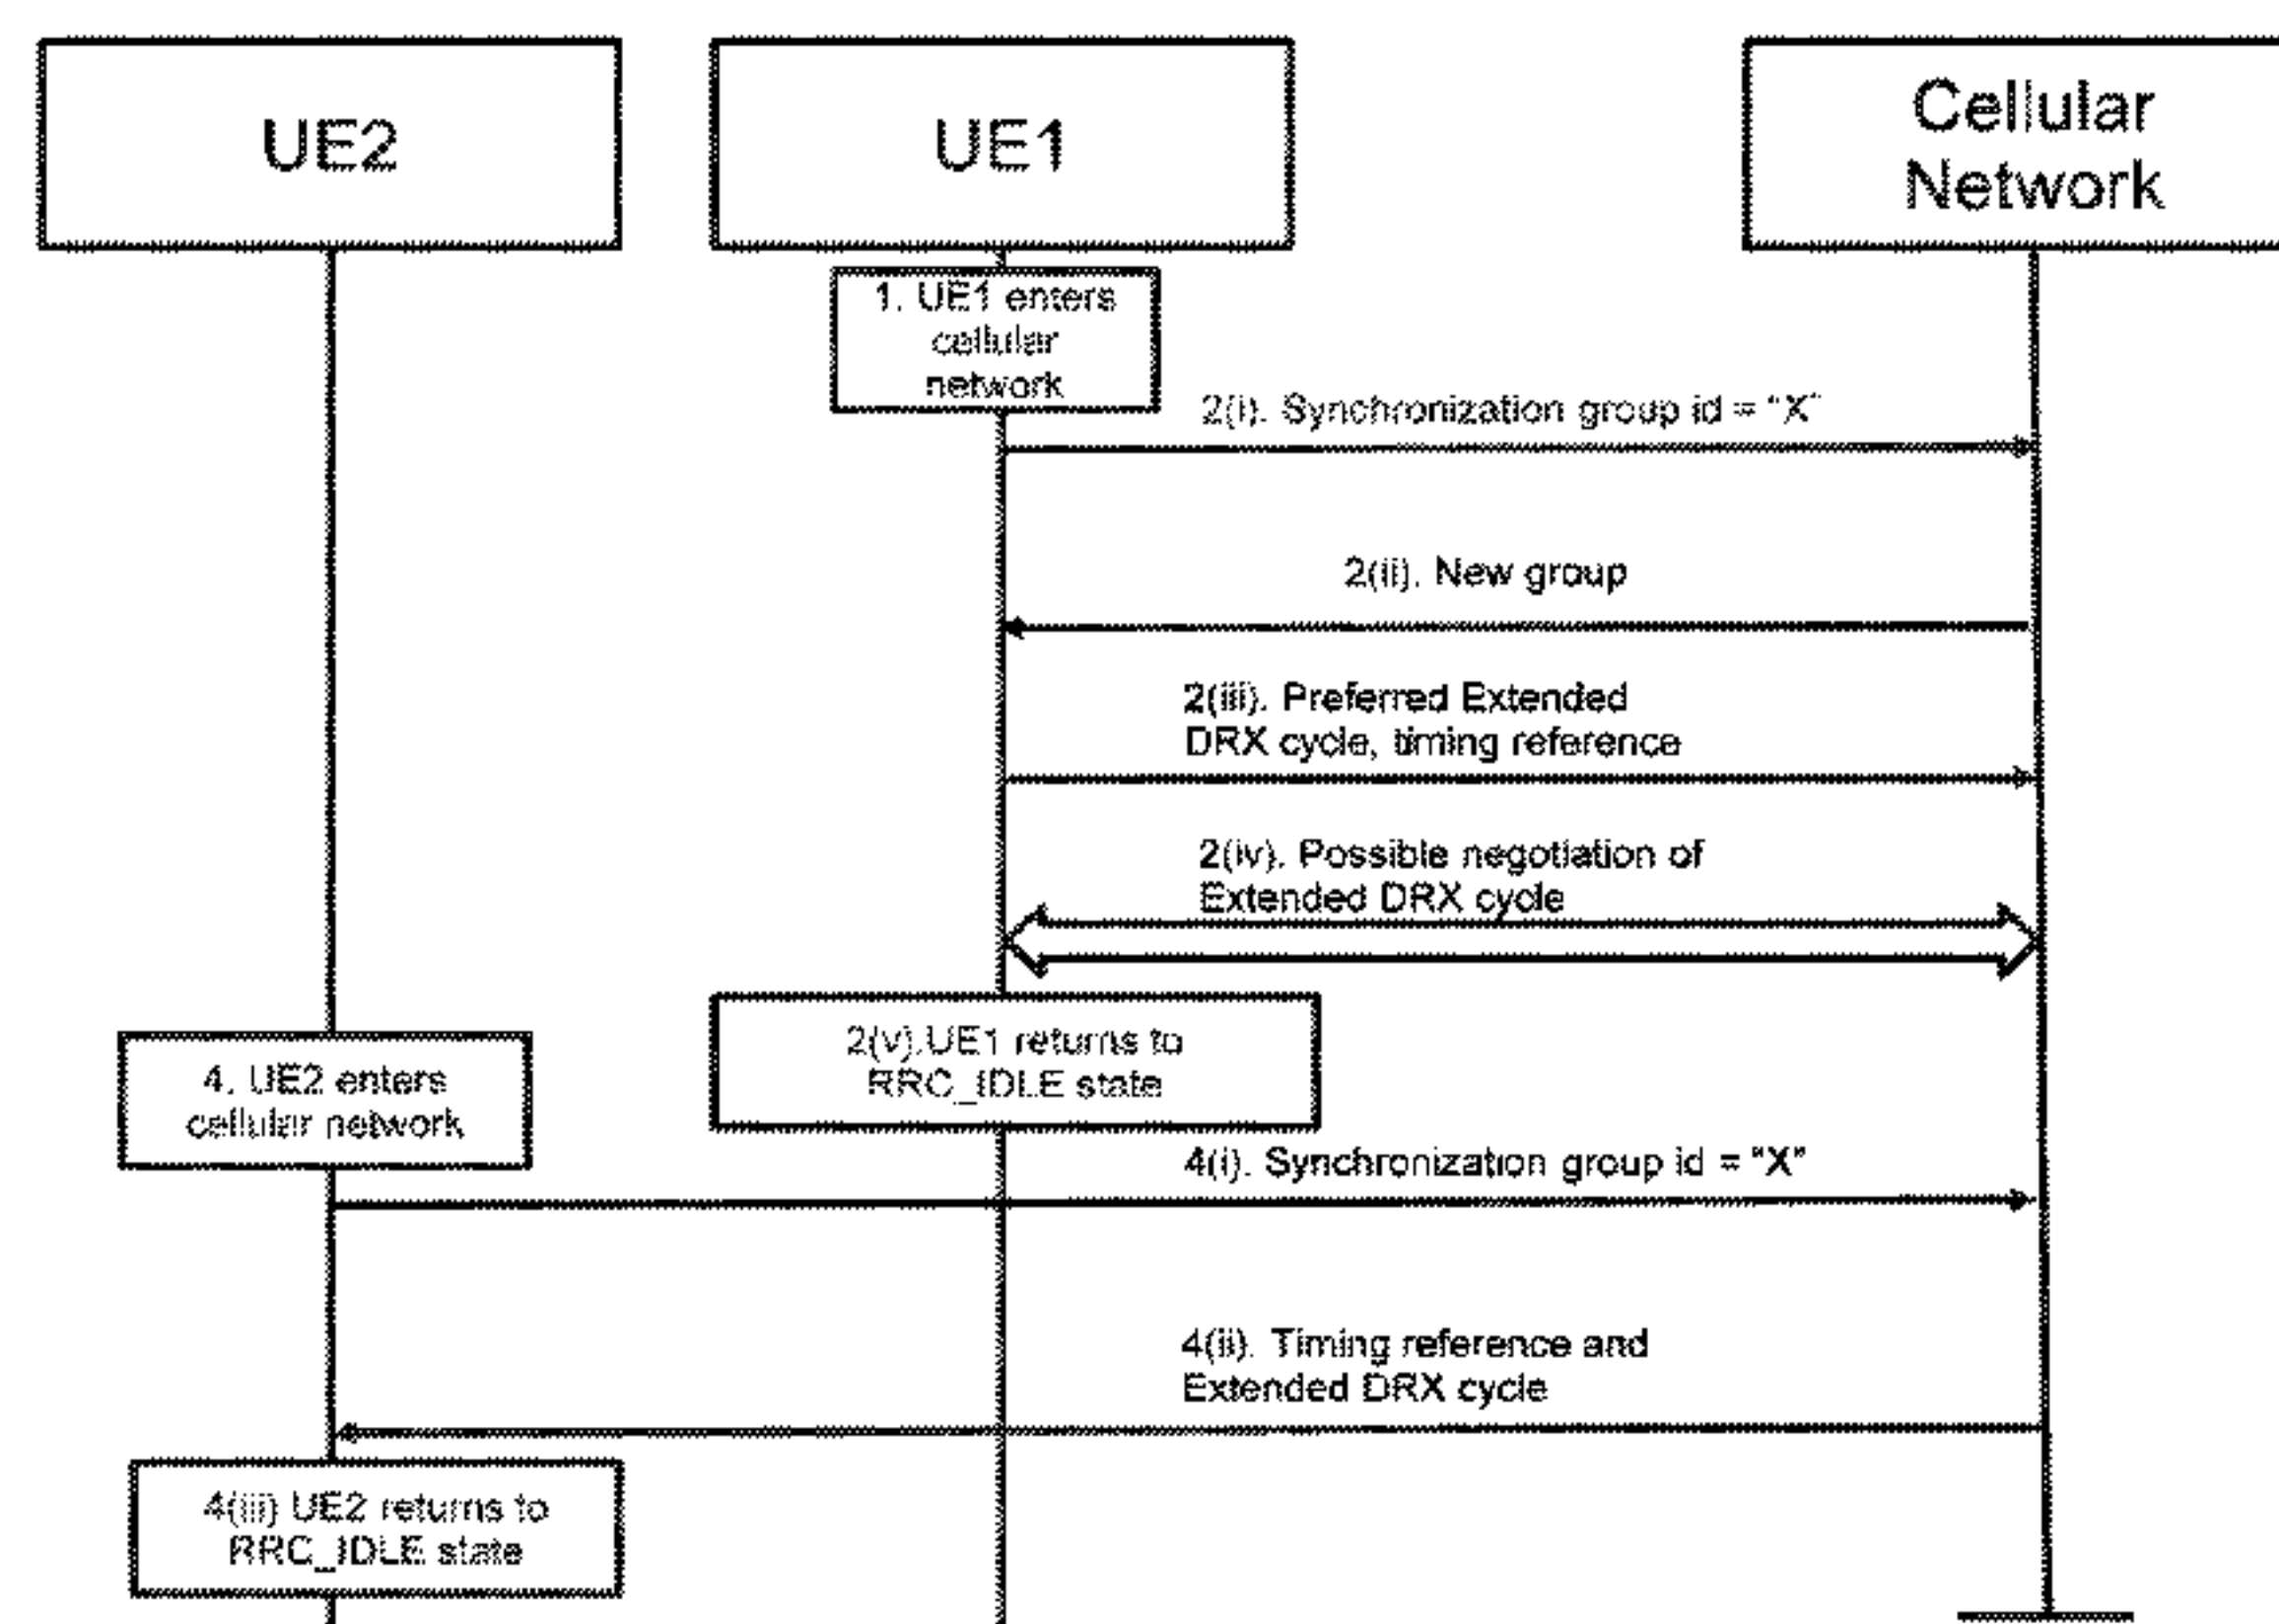 UE2
UE1
Cellular
Network
1. UE1 enters
cellular
network
2(i). Synchronization group id = "X"
2(ii). New group
2(iii). Preferred Extended
DRX cycle, timing reference
2(iv). Possible negotiation of
Extended DRX cycle
2(v).UE1 returns to
RRC_IDLE state
4. UE2 enters
cellular network
4(i). Synchronization group id = "X"
4(ii). Timing reference and
Extended DRX cycle
4(iii) UE2 returns to
RRC_IDLE state